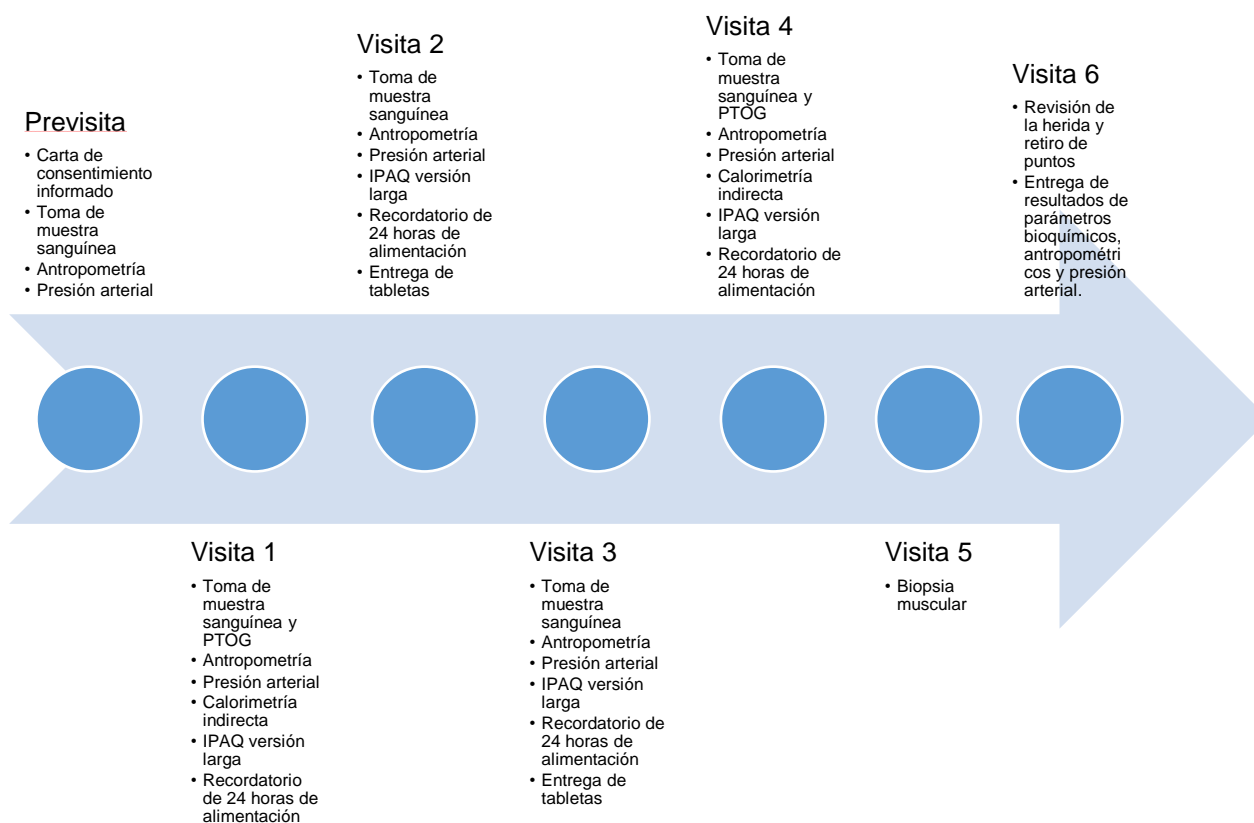 Previsita
• Carta de
consentimiento
informado
• Toma de
muestra
sanguínea
• Antropometría
• Presión arterial
Visita 1
• Toma de
muestra
sanguínea y
PTOG
• Antropometría
• Presión arterial
• Calorimetría
indirecta
• IPAQ versión
larga
• Recordatorio
de 24 horas de
alimentación
Visita 2
• Toma de
muestra
sanguínea
• Antropometría
• Presión arterial
• IPAQ versión
larga
• Recordatorio de
24 horas de
alimentación
• Entrega de
tabletas
Visita 3
• Toma de
muestra
sanguínea
• Antropometría
• Presión arterial
• IPAQ versión
larga
• Recordatorio de
24 horas de
alimentación
• Entrega de
tabletas
Visita 4
• Toma de
muestra
sanguínea y
PTOG
• Antropometría
• Presión arterial
• Calorimetría
indirecta
• IPAQ versión
larga
• Recordatorio de
24 horas de
alimentación
Visita 5
• Biopsia
muscular
Visita 6
• Revisión de
la herida y
retiro de
puntos
• Entrega de
resultados de
parámetros
bioquímicos,
antropométri
cos y presión
arterial.